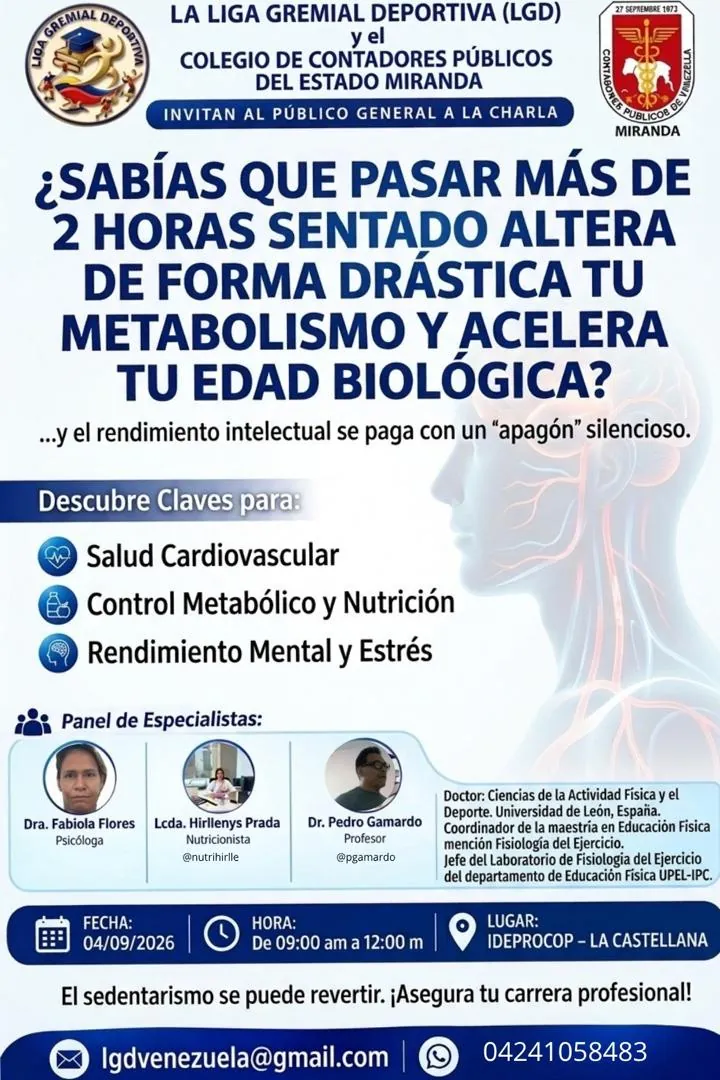 LIGA GREMIAL DEPORTIVA
LA LIGA GREMIAL DEPORTIVA (LGD)
y el
COLEGIO DE CONTADORES PÚBLICOS
DEL ESTADO MIRANDA
INVITAN AL PÚBLICO GENERAL A LA CHARLA
27 SEPTIEMBRE 1973
CONTADORES PUBLICOS DE VENEZUELA
MIRANDA
¿SABÍAS QUE PASAR MÁS DE
2 HORAS SENTADO ALTERA
DE FORMA DRÁSTICA TU
METABOLISMO Y ACELERA
TU EDAD BIOLÓGICA?
...y el rendimiento intelectual se paga con un “apagón” silencioso.
Descubre Claves para:
Salud Cardiovascular
Control Metabólico y Nutrición
Rendimiento Mental y Estrés
Panel de Especialistas:
Dra. Fabiola Flores
Psicóloga
Lcda. Hirllenys Prada
Nutricionista
@nutrihirlle
Dr. Pedro Gamardo
Profesor
@pgamardo
Doctor: Ciencias de la Actividad Física y el
Deporte. Universidad de León, España.
Coordinador de la maestría en Educación Física
mención Fisiología del Ejercicio.
Jefe del Laboratorio de Fisiología del Ejercicio
del departamento de Educación Física UPEL-IPC.
FECHA:
04/09/2026
HORA:
De 09:00 am a 12:00 m
LUGAR:
IDEPROCOP – LA CASTELLANA
El sedentarismo se puede revertir. ¡Asegura tu carrera profesional!
lgdvenezuela@gmail.com
04241058483